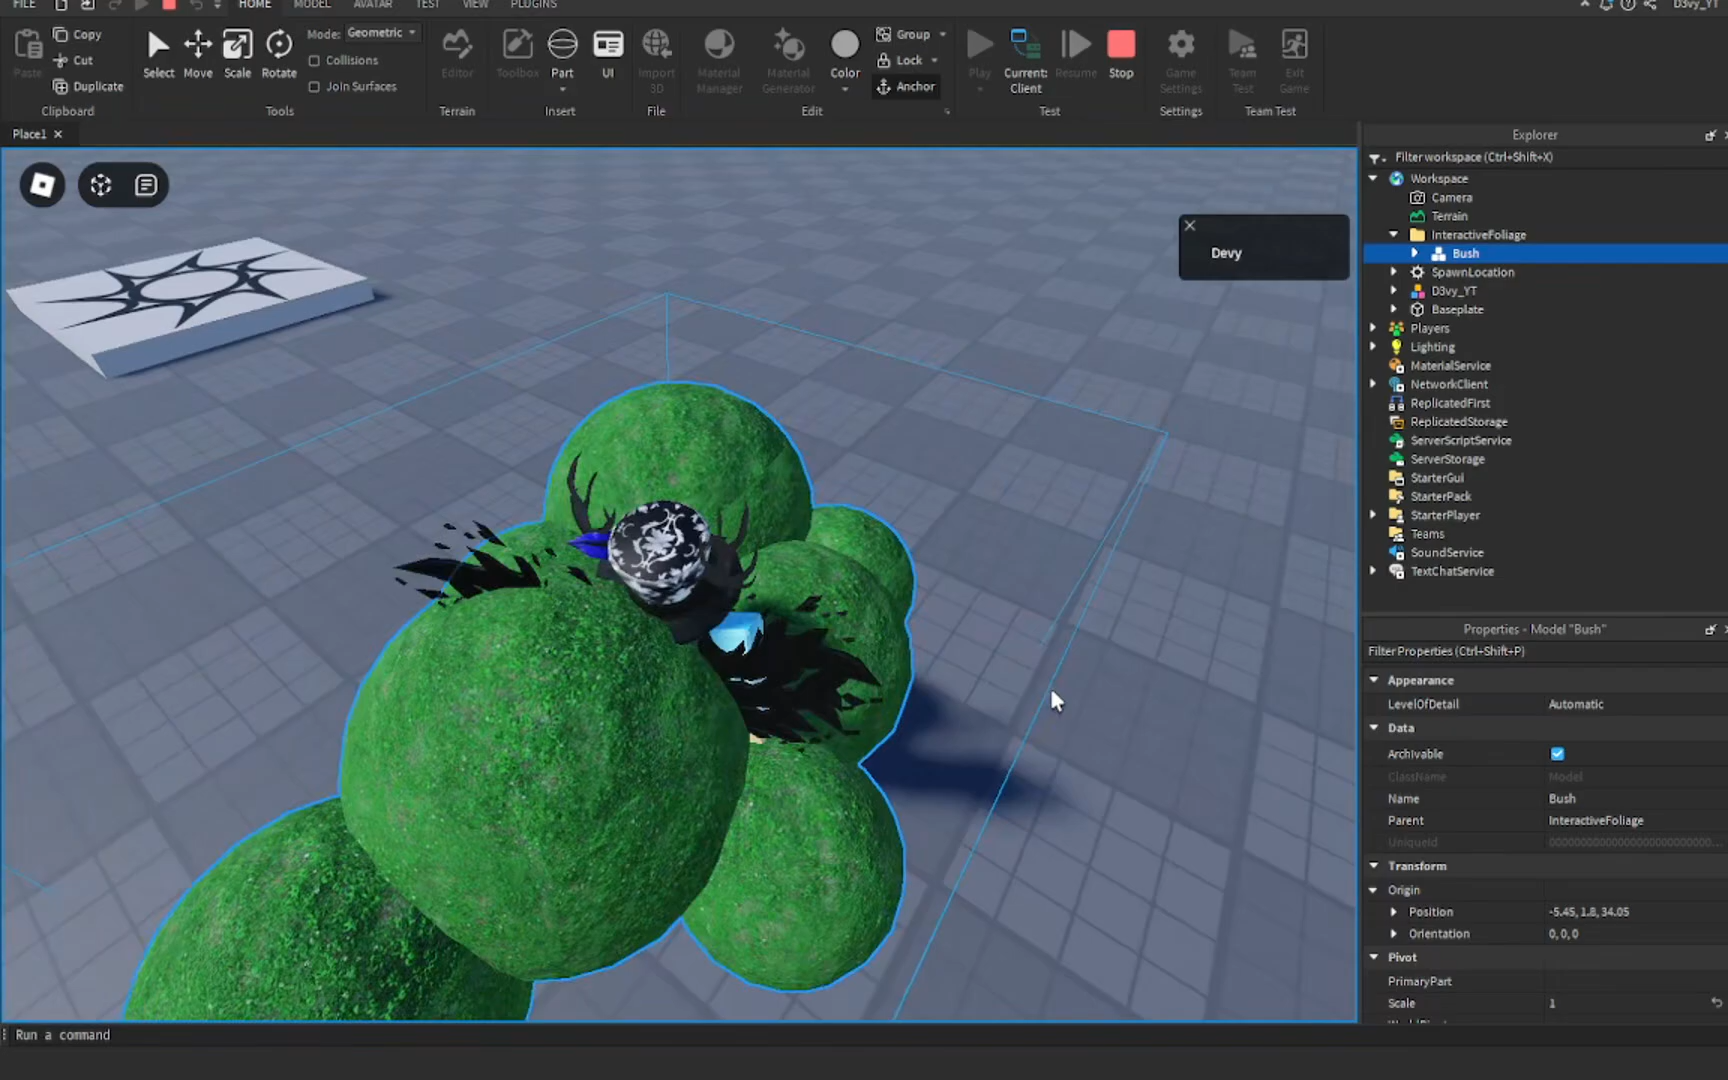 FILE HOME MODEL AVATAR TEST VIEW PLUGINS D3vy_YT
Copy
Cut
Duplicate
Paste
Clipboard
Select Move Scale Rotate
Mode: Geometric
Collisions
Join Surfaces
Tools
Editor
Terrain
Toolbox Part UI
Insert
Import 3D
File
Material Manager
Material Generator
Color
Group
Lock
Anchor
Edit
Play
Current: Client
Resume
Stop
Test
Game Settings
Settings
Team Test
Exit Game
Team Test
Place1
Devy
Explorer
Filter workspace (Ctrl+Shift+X)
Workspace
Camera
Terrain
InteractiveFoliage
Bush
SpawnLocation
D3vy_YT
Baseplate
Players
Lighting
MaterialService
NetworkClient
ReplicatedFirst
ReplicatedStorage
ServerScriptService
ServerStorage
StarterGui
StarterPack
StarterPlayer
Teams
SoundService
TextChatService
Properties - Model "Bush"
Filter Properties (Ctrl+Shift+P)
Appearance
LevelOfDetail Automatic
Data
Archivable
ClassName Model
Name Bush
Parent InteractiveFoliage
UniqueId
Transform
Origin
Position -5.45, 1.8, 34.05
Orientation 0, 0, 0
Pivot
PrimaryPart
Scale 1
Run a command